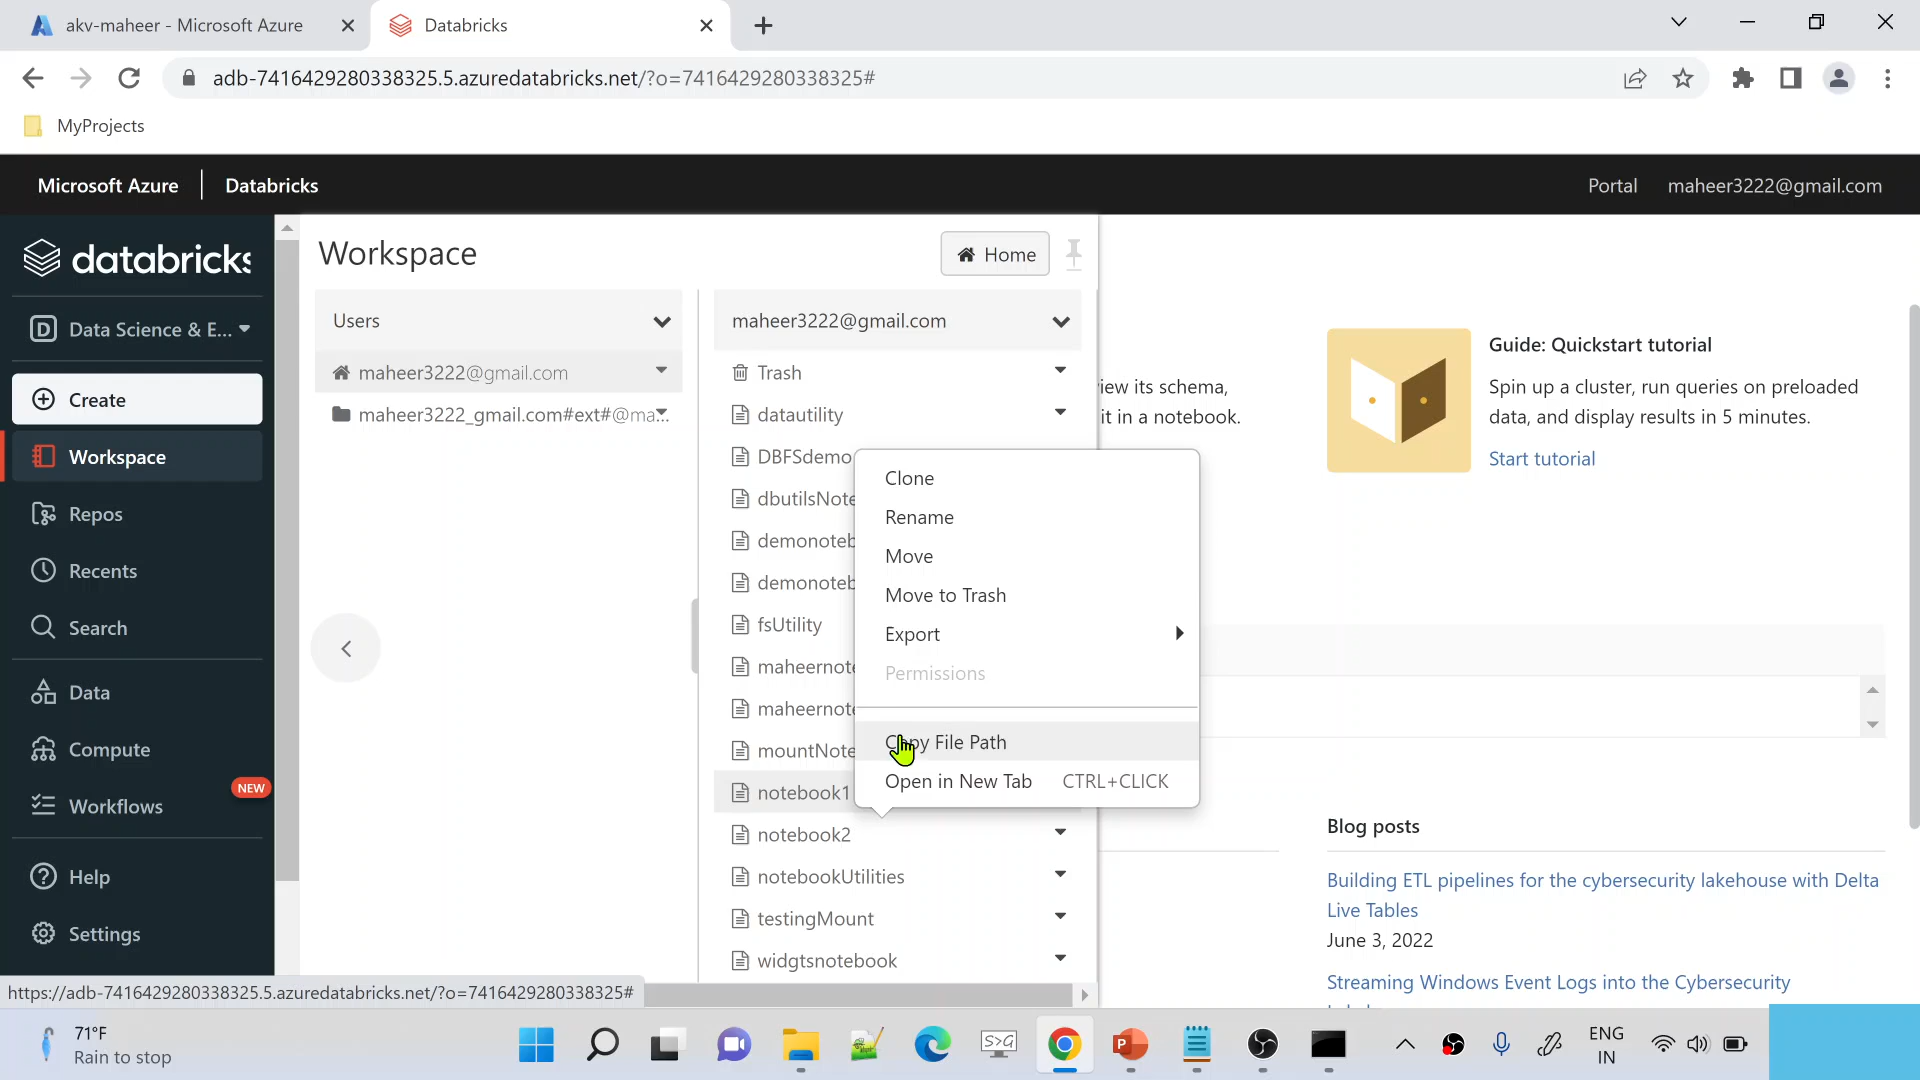 akv-maheer - Microsoft Azure
Databricks
adb-7416429280338325.5.azuredatabricks.net/?o=7416429280338325#
MyProjects
Microsoft Azure
Databricks
Portal
maheer3222@gmail.com
databricks
Data Science & E...
Create
Workspace
Repos
Recents
Search
Data
Compute
NEW
Workflows
Help
Settings
Workspace
Home
Users
maheer3222@gmail.com
maheer3222_gmail.com#ext#@ma...
maheer3222@gmail.com
Trash
datautility
DBFSdemo
dbutilsNote
demonoteb
demonoteb
fsUtility
maheernote
maheernote
mountNote
notebook1
notebook2
notebookUtilities
testingMount
widgtsnotebook
Clone
Rename
Move
Move to Trash
Export
Permissions
Copy File Path
Open in New Tab CTRL+CLICK
iew its schema,
it in a notebook.
Guide: Quickstart tutorial
Spin up a cluster, run queries on preloaded
data, and display results in 5 minutes.
Start tutorial
Blog posts
Building ETL pipelines for the cybersecurity lakehouse with Delta
Live Tables
June 3, 2022
Streaming Windows Event Logs into the Cybersecurity
https://adb-7416429280338325.5.azuredatabricks.net/?o=7416429280338325#
71°F
Rain to stop
ENG
IN